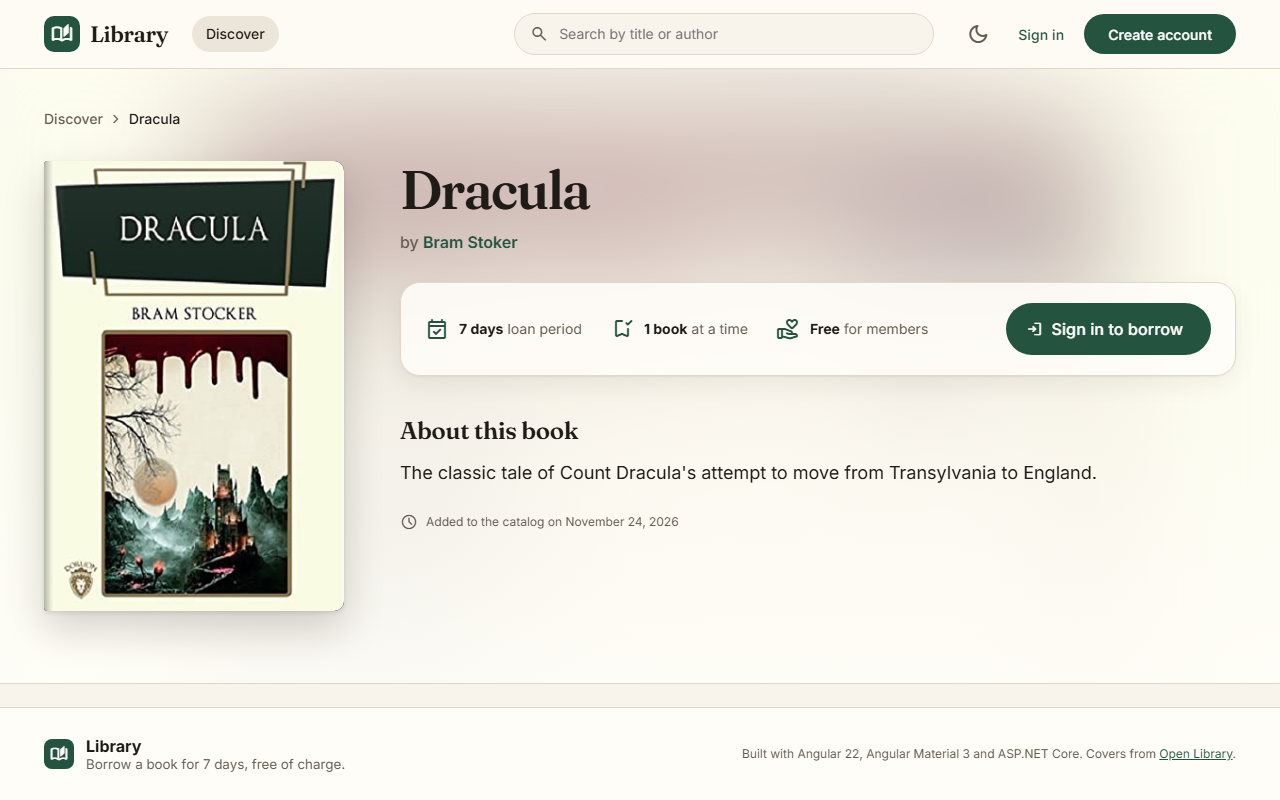 Library
Discover
Search by title or author
Sign in
Create account
Discover > Dracula
DRACULA
BRAM STOCKER
DORLION
Dracula
by Bram Stoker
7 days loan period
1 book at a time
Free for members
Sign in to borrow
About this book
The classic tale of Count Dracula's attempt to move from Transylvania to England.
Added to the catalog on November 24, 2026
Library
Borrow a book for 7 days, free of charge.
Built with Angular 22, Angular Material 3 and ASP.NET Core. Covers from Open Library.